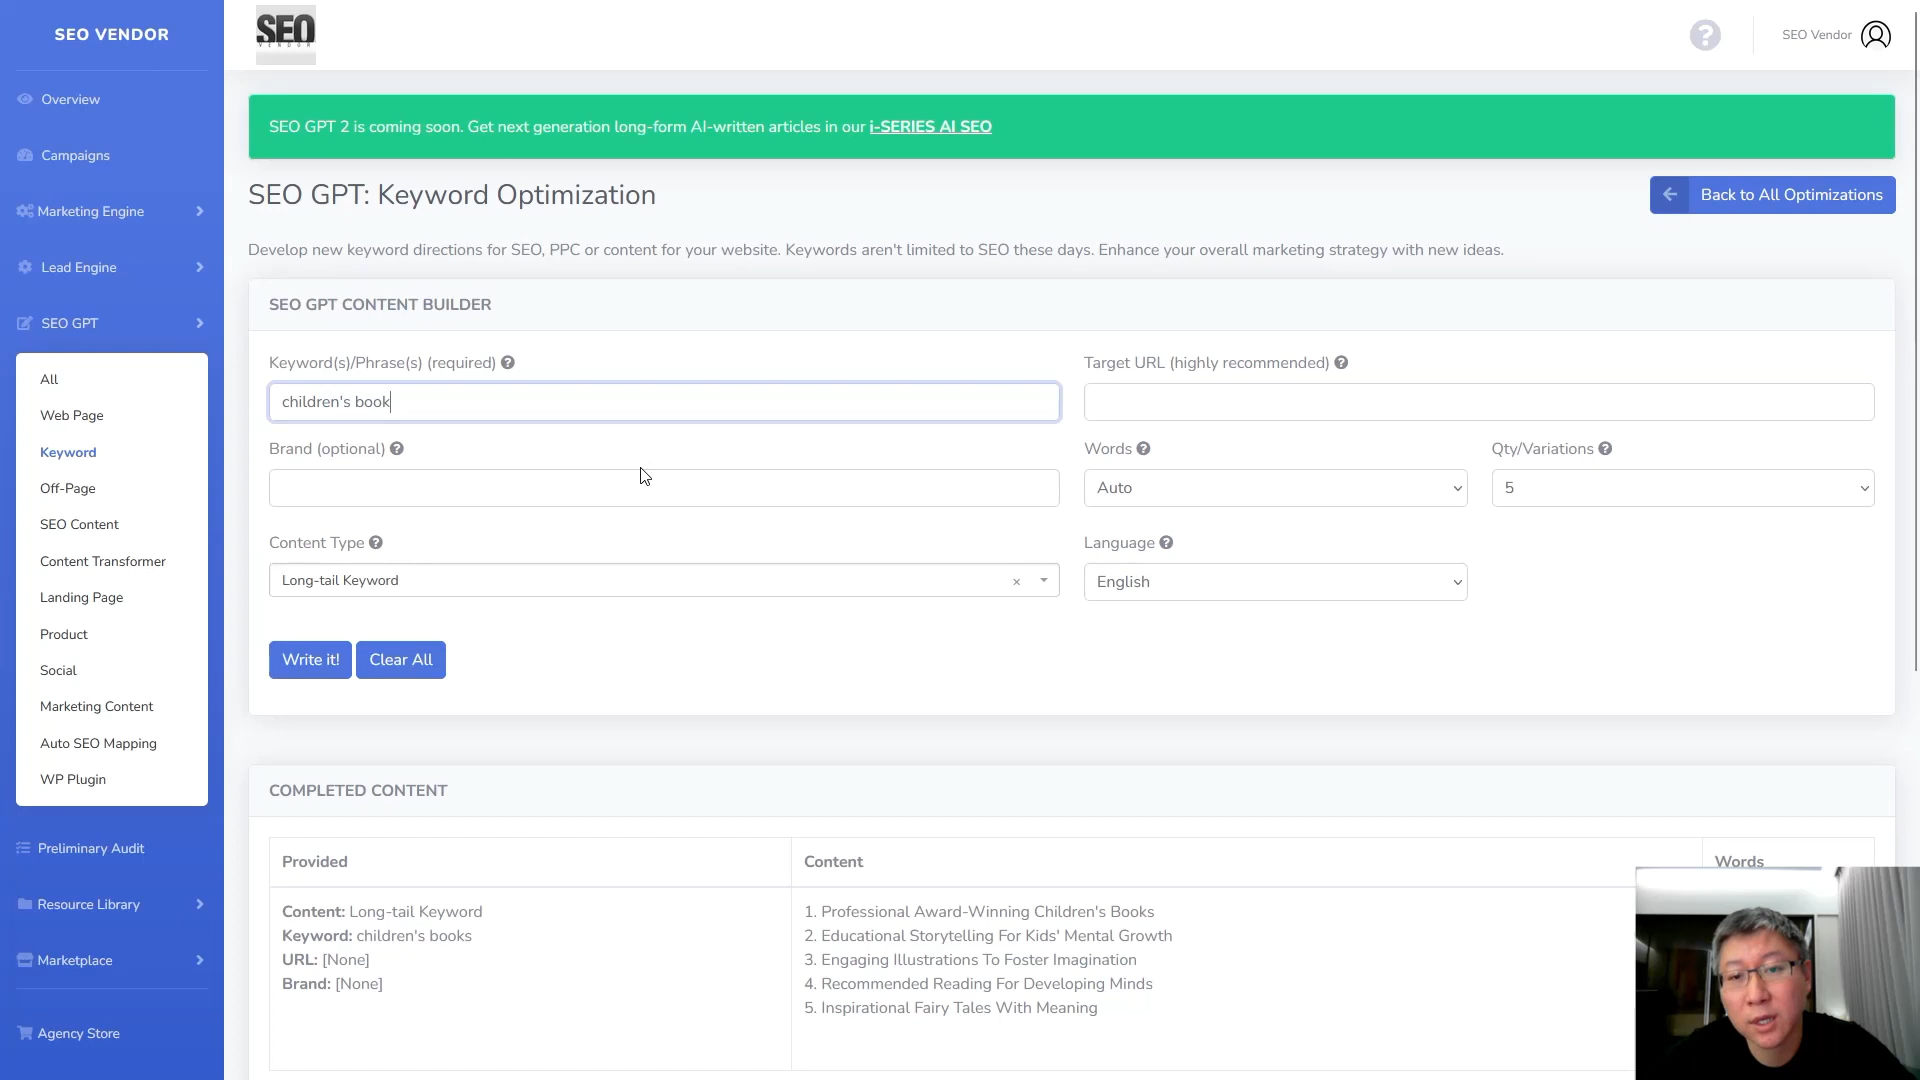 SEO VENDOR
SEO
VENDOR
?
SEO Vendor
Overview
Campaigns
Marketing Engine
Lead Engine
SEO GPT
All
Web Page
Keyword
Off-Page
SEO Content
Content Transformer
Landing Page
Product
Social
Marketing Content
Auto SEO Mapping
WP Plugin
Preliminary Audit
Resource Library
Marketplace
Agency Store
SEO GPT 2 is coming soon. Get next generation long-form AI-written articles in our i-SERIES AI SEO
SEO GPT: Keyword Optimization
Back to All Optimizations
Develop new keyword directions for SEO, PPC or content for your website. Keywords aren't limited to SEO these days. Enhance your overall marketing strategy with new ideas.
SEO GPT CONTENT BUILDER
Keyword(s)/Phrase(s) (required) ?
Target URL (highly recommended) ?
children's book
Brand (optional) ?
Words ?
Qty/Variations ?
Auto
5
Content Type ?
Language ?
Long-tail Keyword ×
English
Write it!
Clear All
COMPLETED CONTENT
Provided
Content
Words
Content: Long-tail Keyword
Keyword: children's books
URL: [None]
Brand: [None]
1. Professional Award-Winning Children's Books
2. Educational Storytelling For Kids' Mental Growth
3. Engaging Illustrations To Foster Imagination
4. Recommended Reading For Developing Minds
5. Inspirational Fairy Tales With Meaning